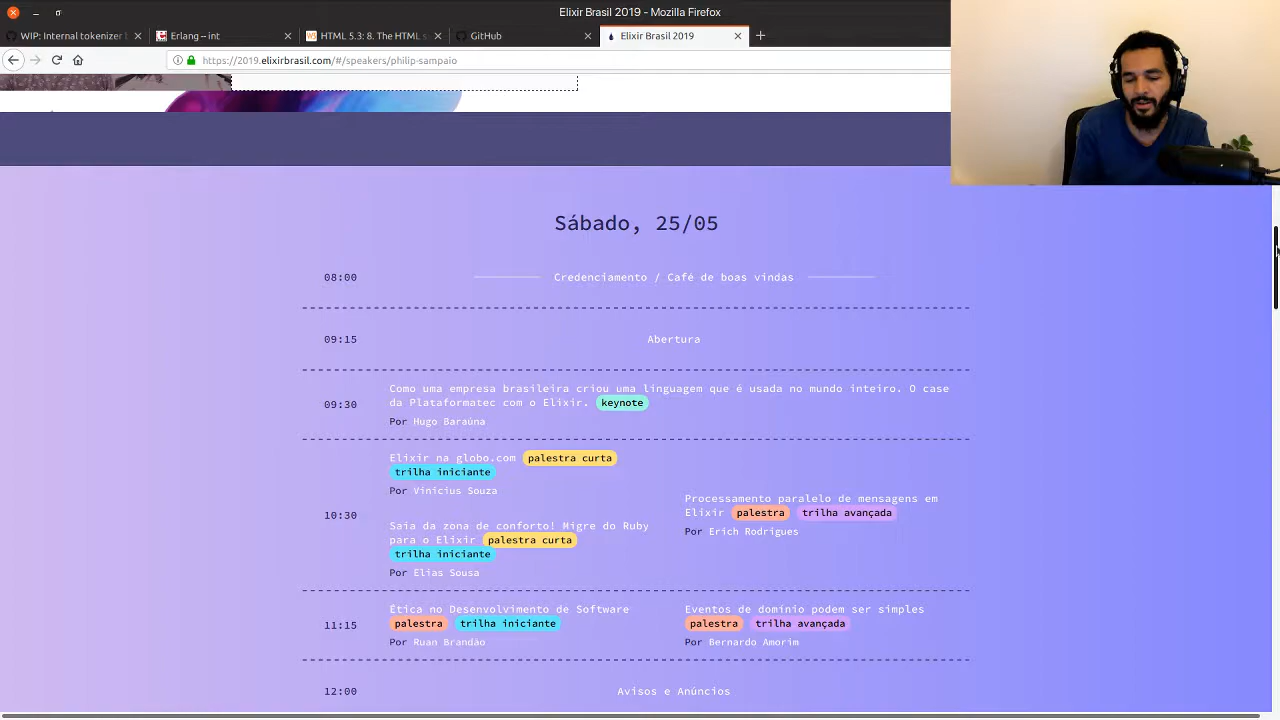 Elixir Brasil 2019 - Mozilla Firefox
WIP: Internal tokenizer b
Erlang -- int
HTML 5.3: 8. The HTML s
GitHub
Elixir Brasil 2019
https://2019.elixirbrasil.com/#/speakers/philip-sampaio
Sábado, 25/05
08:00
Credenciamento / Café de boas vindas
09:15
Abertura
09:30
Como uma empresa brasileira criou uma linguagem que é usada no mundo inteiro. O case
da Plataformatec com o Elixir. keynote
Por Hugo Baraúna
10:30
Elixir na globo.com palestra curta
trilha iniciante
Por Vinícius Souza
Saia da zona de conforto! Migre do Ruby
para o Elixir palestra curta
trilha iniciante
Por Elias Sousa
Processamento paralelo de mensagens em
Elixir palestra trilha avançada
Por Erich Rodrigues
11:15
Ética no Desenvolvimento de Software
palestra trilha iniciante
Por Ruan Brandão
Eventos de domínio podem ser simples
palestra trilha avançada
Por Bernardo Amorim
12:00
Avisos e Anúncios